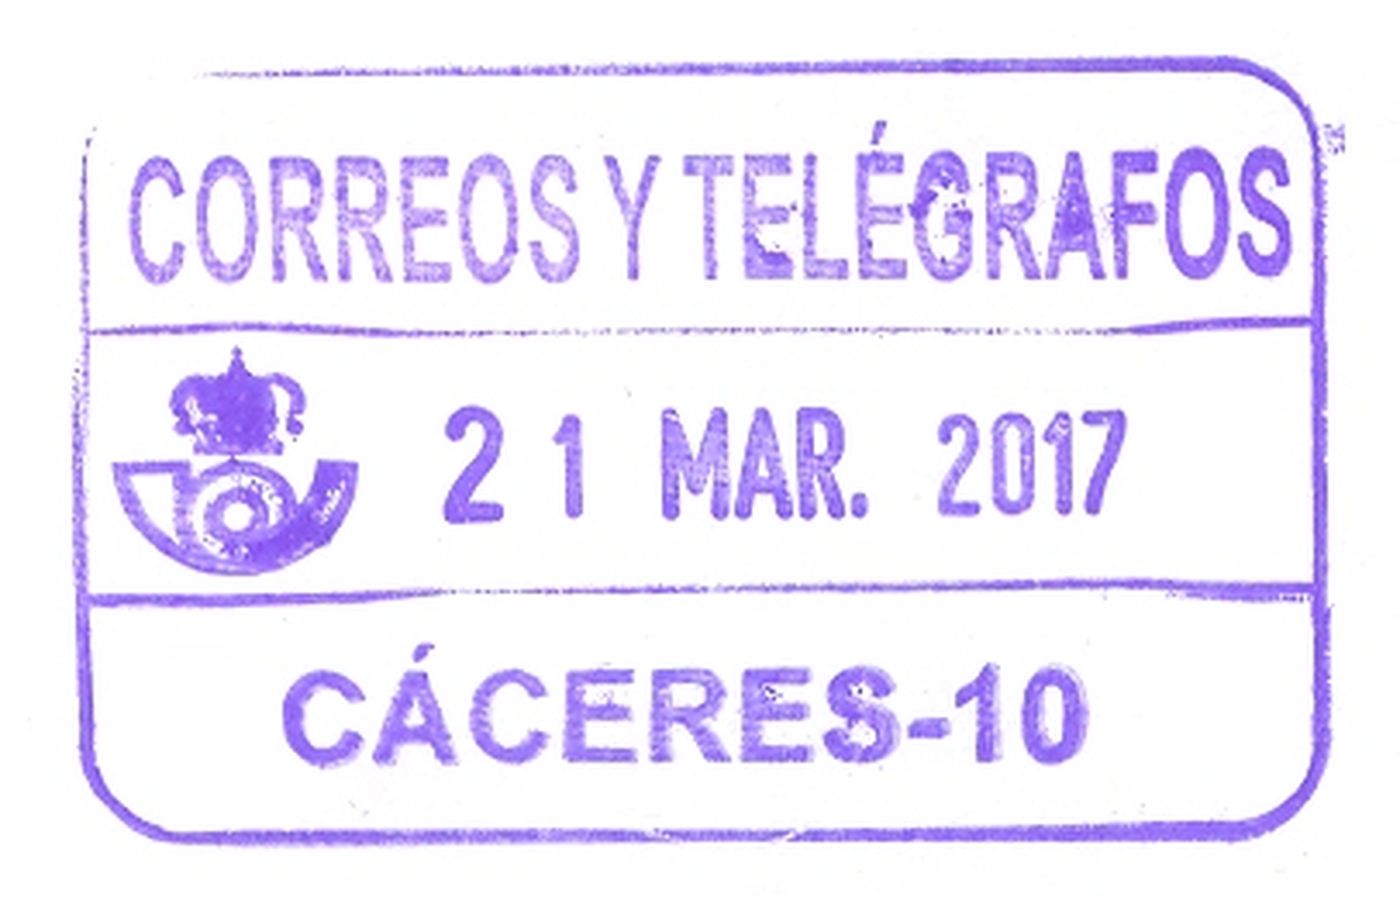 CORREOS Y TELÉGRAFOS
21 MAR. 2017
CÁCERES-10